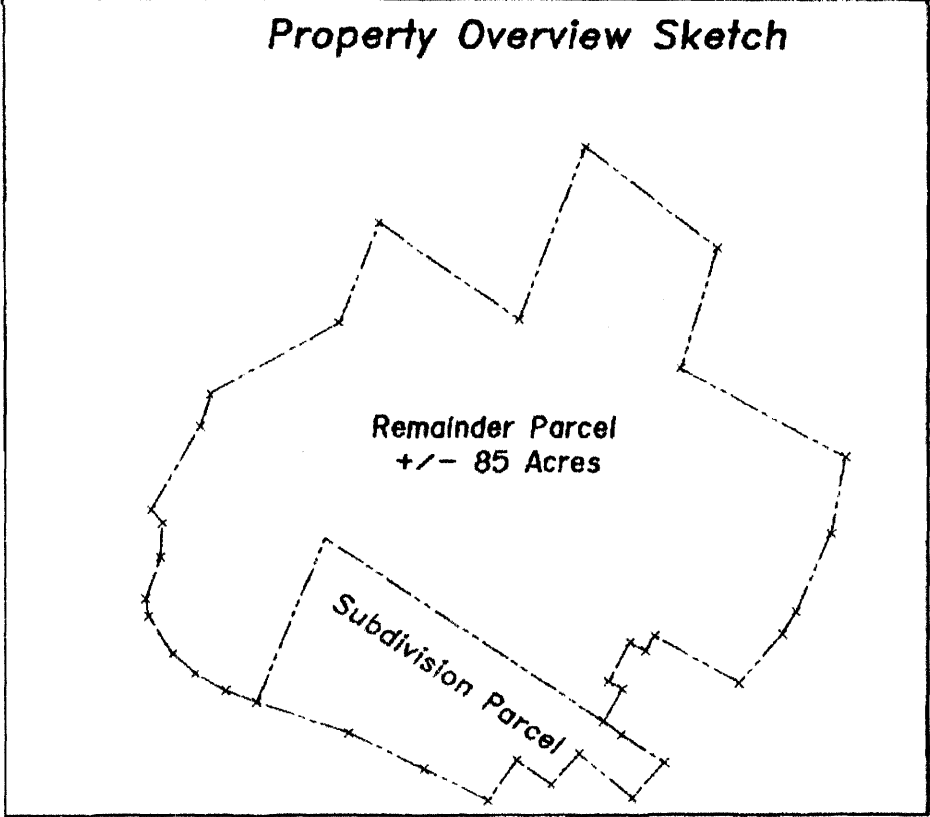 Property Overview Sketch
Remainder Parcel
+/- 85 Acres
Subdivision Parcel